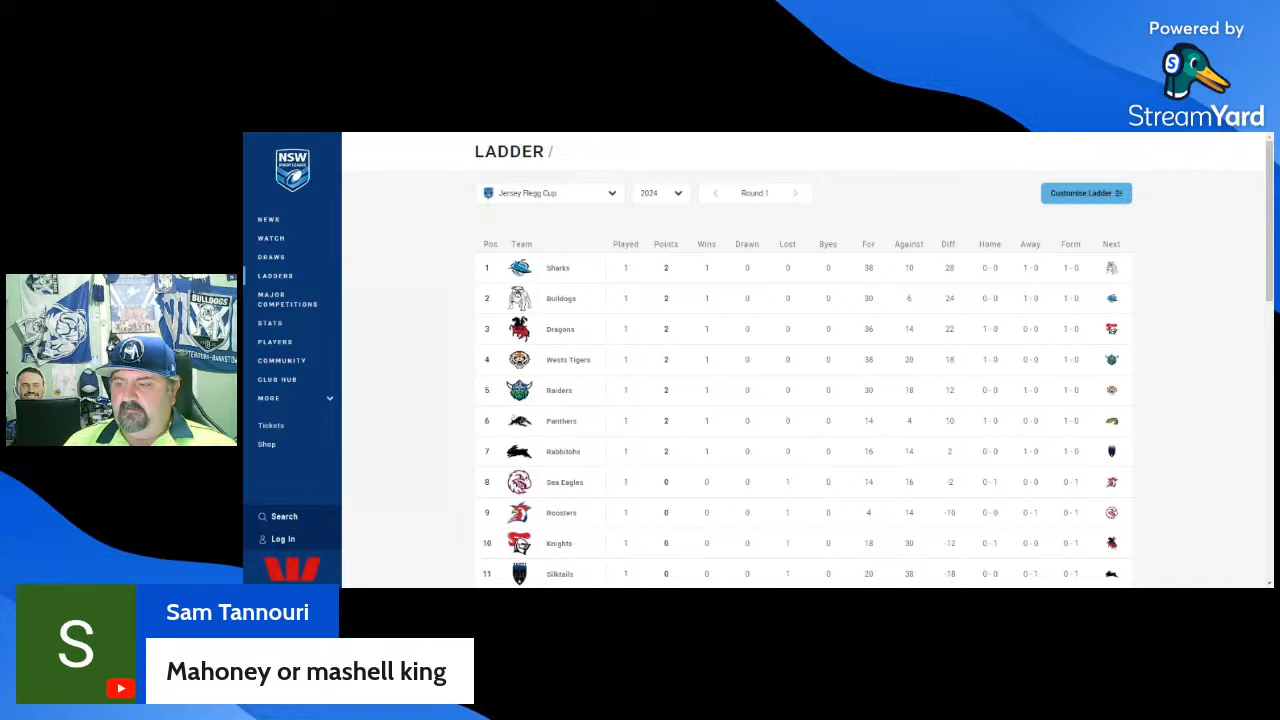 Powered by
StreamYard
NSW
RUGBY LEAGUE
NEWS
WATCH
DRAWS
LADDERS
MAJOR
COMPETITIONS
STATS
PLAYERS
COMMUNITY
CLUB HUB
MORE
Tickets
Shop
Search
Log In
LADDER /
Jersey Flegg Cup
2024
Round 1
Customise Ladder
Pos Team Played Points Wins Drawn Lost Byes For Against Diff Home Away Form Next
1 Sharks 1 2 1 0 0 0 38 10 28 0 - 0 1 - 0 1 - 0
2 Bulldogs 1 2 1 0 0 0 30 6 24 0 - 0 1 - 0 1 - 0
3 Dragons 1 2 1 0 0 0 36 14 22 1 - 0 0 - 0 1 - 0
4 Wests Tigers 1 2 1 0 0 0 38 20 18 1 - 0 0 - 0 1 - 0
5 Raiders 1 2 1 0 0 0 30 18 12 0 - 0 1 - 0 1 - 0
6 Panthers 1 2 1 0 0 0 14 4 10 1 - 0 0 - 0 1 - 0
7 Rabbitohs 1 2 1 0 0 0 16 14 2 0 - 0 1 - 0 1 - 0
8 Sea Eagles 1 0 0 0 1 0 14 16 -2 0 - 1 0 - 0 0 - 1
9 Roosters 1 0 0 0 1 0 4 14 -10 0 - 0 0 - 1 0 - 1
10 Knights 1 0 0 0 1 0 18 30 -12 0 - 1 0 - 0 0 - 1
11 Silktails 1 0 0 0 1 0 20 38 -18 0 - 0 0 - 1 0 - 1
BULLDOGS
S
Sam Tannouri
Mahoney or mashell king